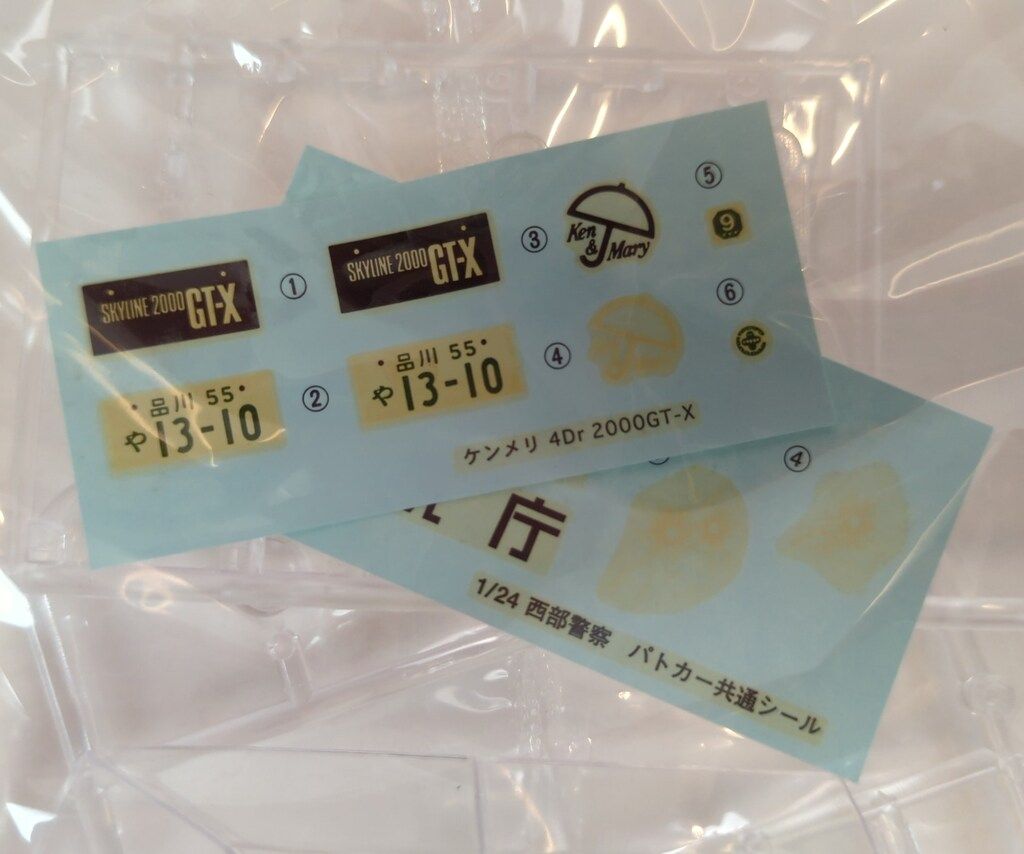 SKYLINE 2000 GT-X
①
SKYLINE 2000 GT-X
③
Ken & Mary
⑤
9
品川 55
や 13-10
②
品川 55
や 13-10
④
⑥
ケンメリ 4Dr 2000GT-X
庁
④
1/24 西部警察 パトカー共通シール